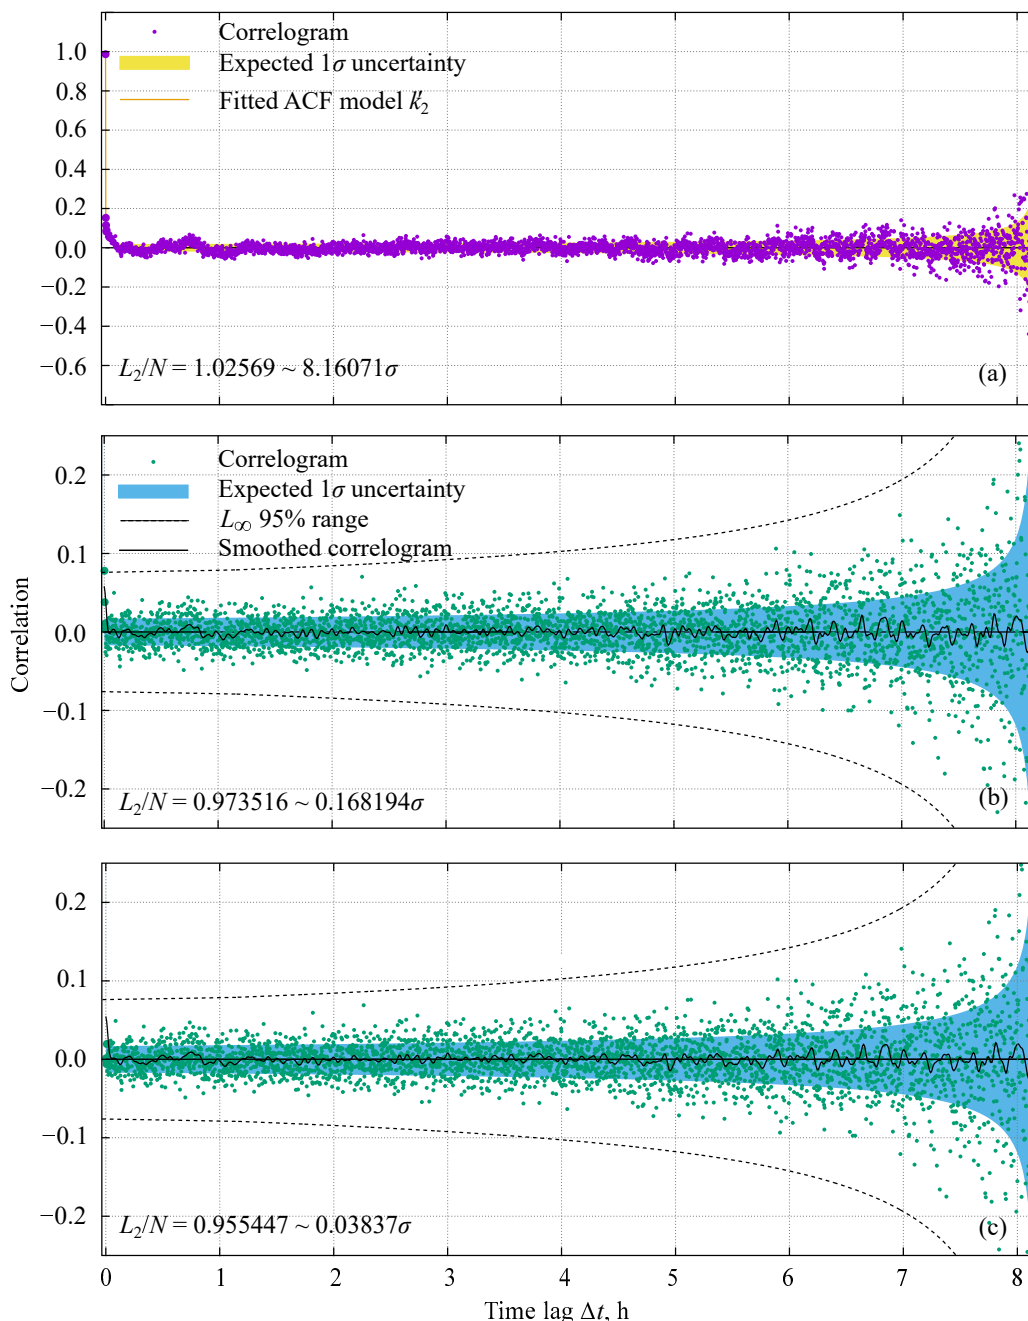 Correlogram
Expected 1σ uncertainty
Fitted ACF model k′₂
1.0
0.8
0.6
0.4
0.2
0.0
−0.2
−0.4
−0.6
L₂/N = 1.02569 ~ 8.16071σ
(a)
Correlogram
Expected 1σ uncertainty
L∞ 95% range
Smoothed correlogram
0.2
0.1
0.0
−0.1
−0.2
L₂/N = 0.973516 ~ 0.168194σ
(b)
Correlation
0.2
0.1
0.0
−0.1
−0.2
L₂/N = 0.955447 ~ 0.03837σ
(c)
0 1 2 3 4 5 6 7 8
Time lag Δt, h